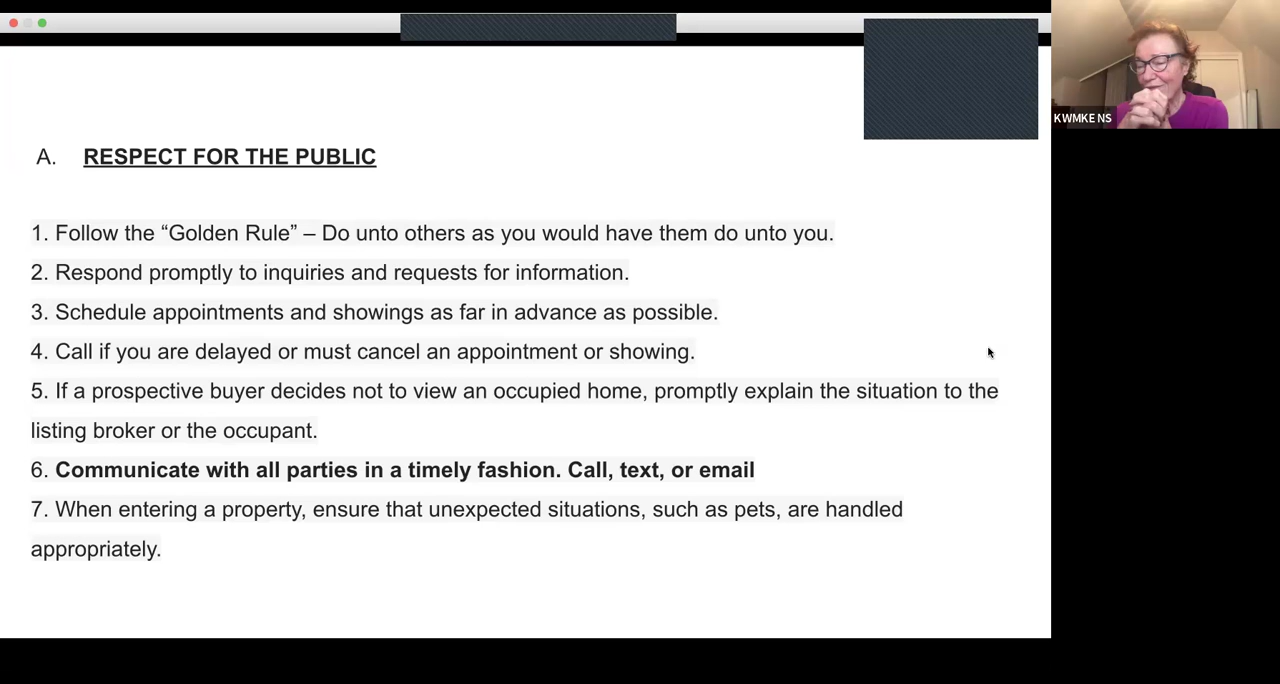 A. RESPECT FOR THE PUBLIC
1. Follow the “Golden Rule” – Do unto others as you would have them do unto you.
2. Respond promptly to inquiries and requests for information.
3. Schedule appointments and showings as far in advance as possible.
4. Call if you are delayed or must cancel an appointment or showing.
5. If a prospective buyer decides not to view an occupied home, promptly explain the situation to the
listing broker or the occupant.
6. Communicate with all parties in a timely fashion. Call, text, or email
7. When entering a property, ensure that unexpected situations, such as pets, are handled
appropriately.
KWMKE NS